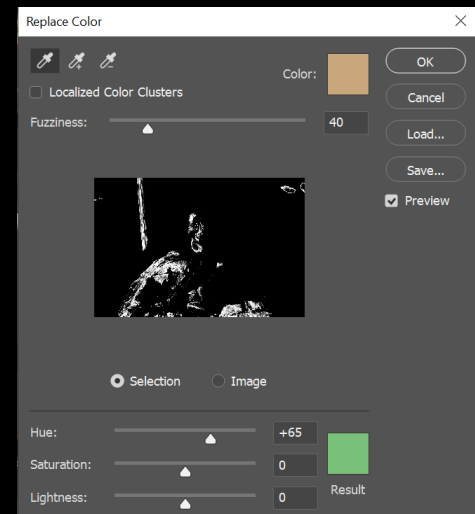 Replace Color
Color:
OK
Localized Color Clusters
Cancel
Fuzziness:
40
Load...
Save...
Preview
Selection
Image
Hue:
+65
Saturation:
0
Lightness:
0
Result